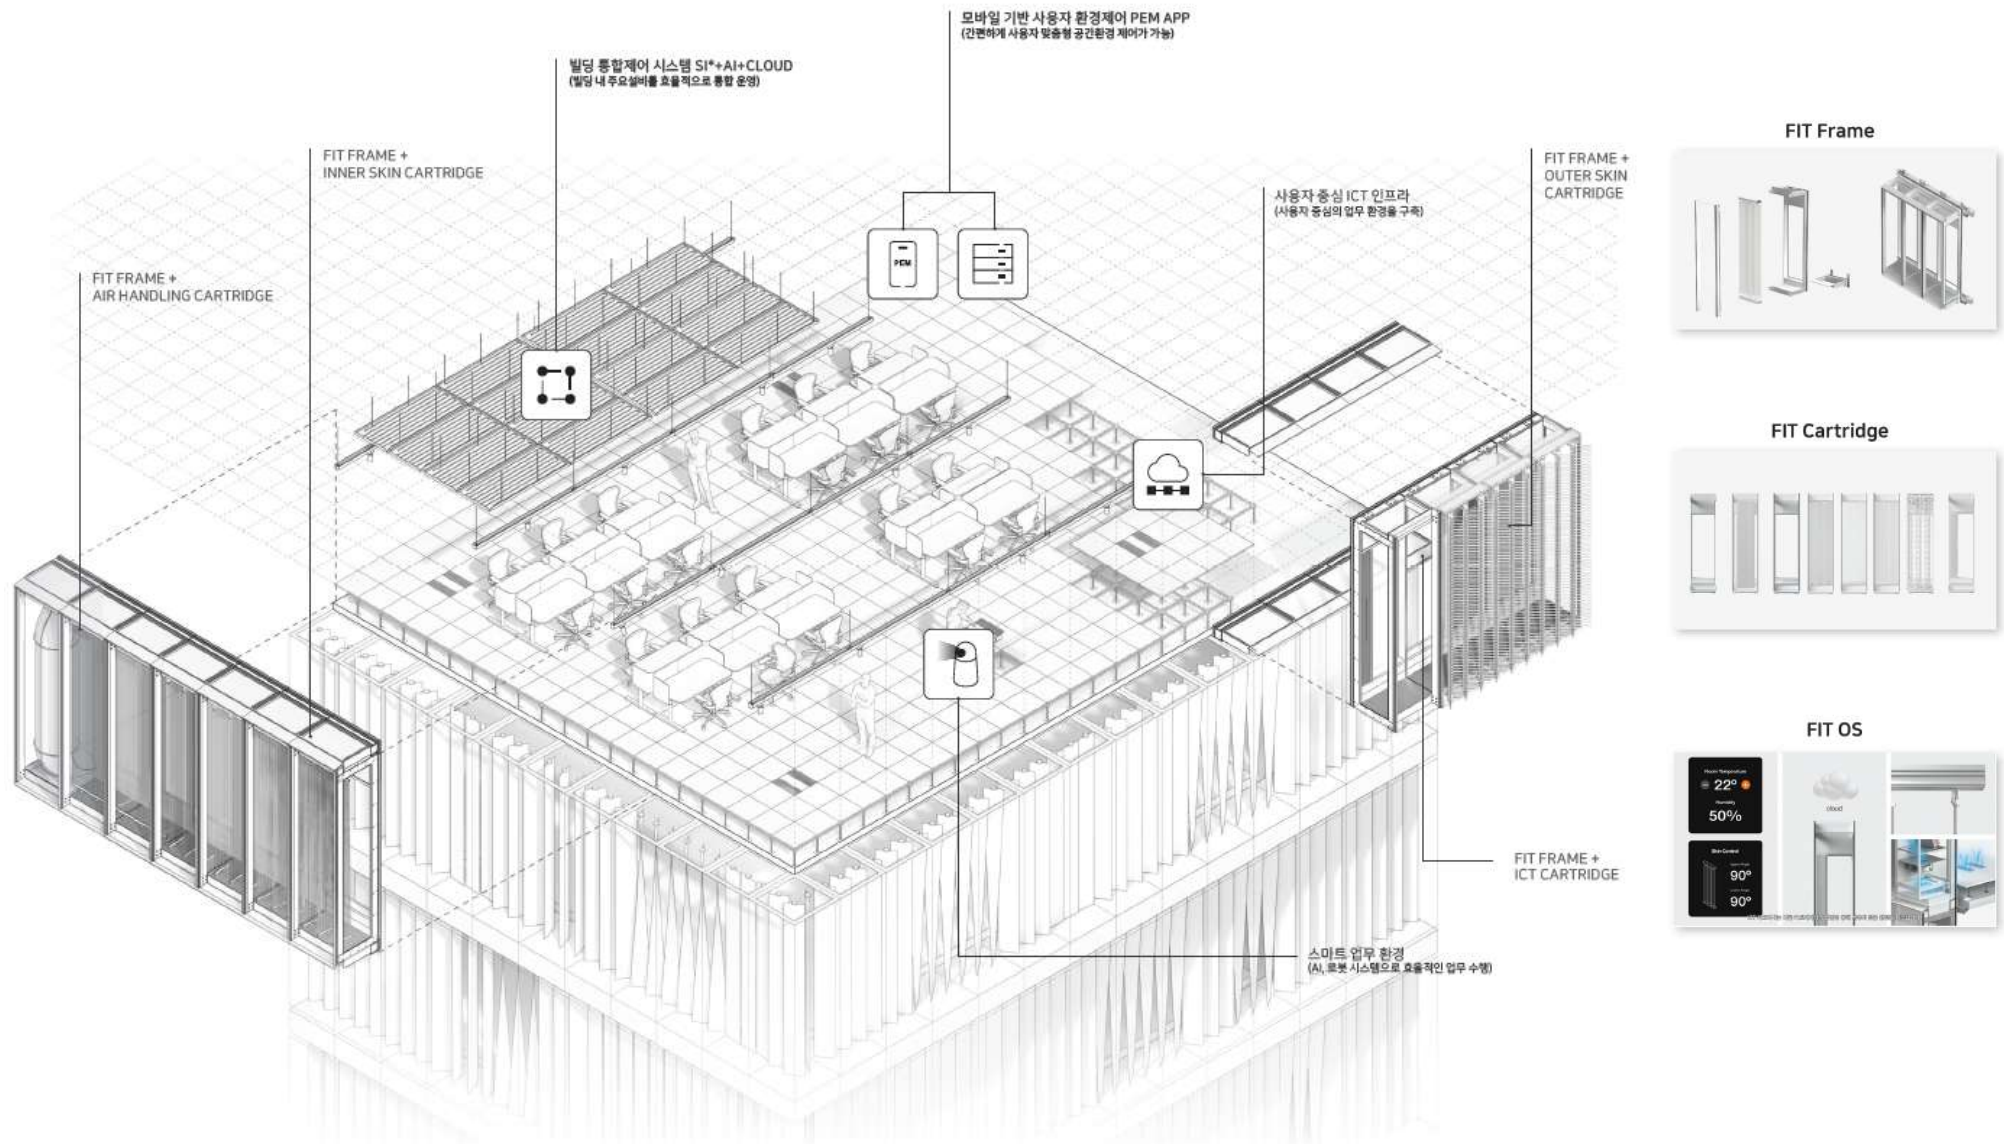 모바일 기반 사용자 환경제어 PEM APP
(간편하게 사용자 맞춤형 공간환경 제어가 가능)
빌딩 통합제어 시스템 SI*+AI+CLOUD
(빌딩 내 주요설비를 효율적으로 통합 운영)
FIT FRAME +
INNER SKIN CARTRIDGE
FIT FRAME +
AIR HANDLING CARTRIDGE
PEM
사용자 중심 ICT 인프라
(사용자 중심의 업무 환경을 구축)
FIT FRAME +
OUTER SKIN
CARTRIDGE
FIT FRAME +
ICT CARTRIDGE
스마트 업무 환경
(AI, 로봇 시스템으로 효율적인 업무 수행)
FIT Frame
FIT Cartridge
FIT OS
Room Temperature
22°
Humidity
50%
Skin Control
90°
90°
cloud